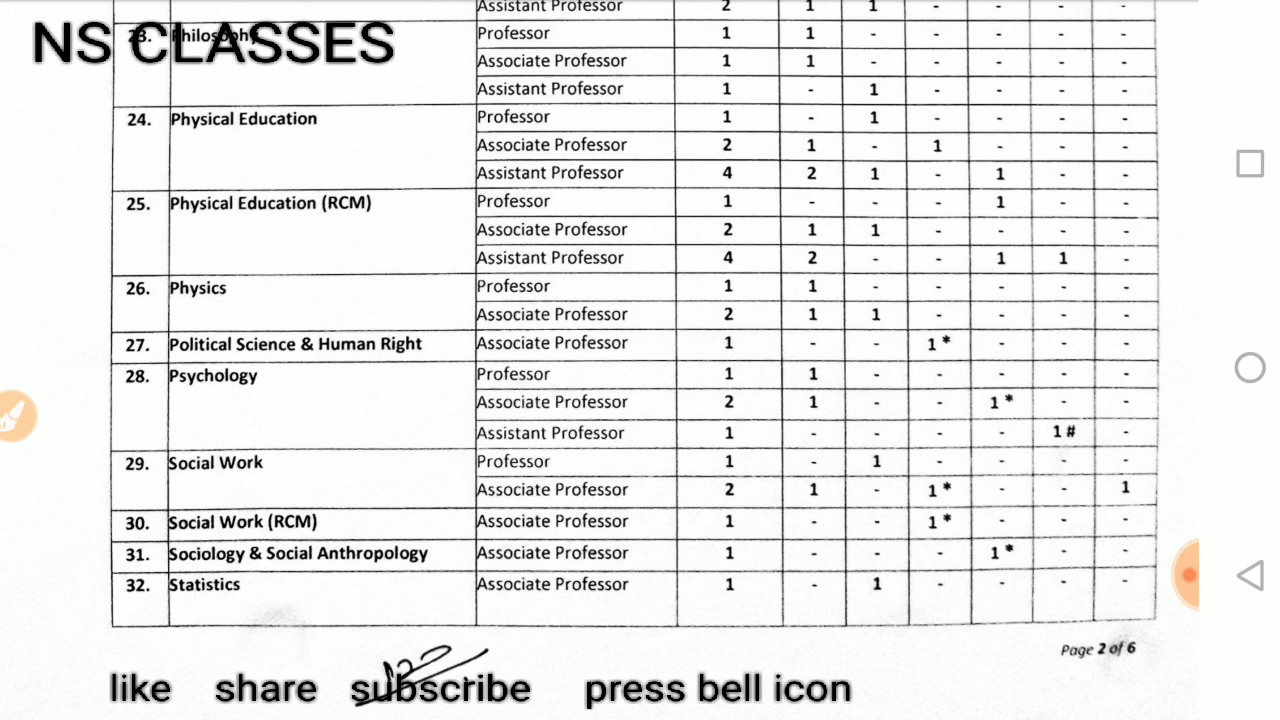 Assistant Professor 2 1 1 - - - -
NS CLASSES
23. Philosophy Professor 1 1 - - - - -
Associate Professor 1 1 - - - - -
Assistant Professor 1 - 1 - - - -
24. Physical Education Professor 1 - 1 - - - -
Associate Professor 2 1 - 1 - - -
Assistant Professor 4 2 1 - 1 - -
25. Physical Education (RCM) Professor 1 - - - 1 - -
Associate Professor 2 1 1 - - - -
Assistant Professor 4 2 - - 1 1 -
26. Physics Professor 1 1 - - - - -
Associate Professor 2 1 1 - - - -
27. Political Science & Human Right Associate Professor 1 - - 1* - - -
28. Psychology Professor 1 1 - - - - -
Associate Professor 2 1 - - 1* - -
Assistant Professor 1 - - - - 1# -
29. Social Work Professor 1 - 1 - - - -
Associate Professor 2 1 - 1* - - 1
30. Social Work (RCM) Associate Professor 1 - - 1* - - -
31. Sociology & Social Anthropology Associate Professor 1 - - - 1* - -
32. Statistics Associate Professor 1 - 1 - - - -
Page 2 of 6
like share subscribe press bell icon